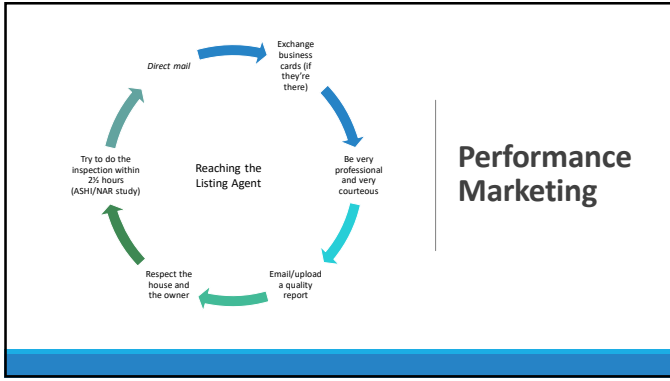 Direct mail
Exchange
business
cards (if
they're
there)
Be very
professional
and very
courteous
Email/upload
a quality
report
Respect the
house and
the owner
Try to do the
inspection within
2½ hours
(ASHI/NAR study)
Reaching the
Listing Agent
Performance
Marketing